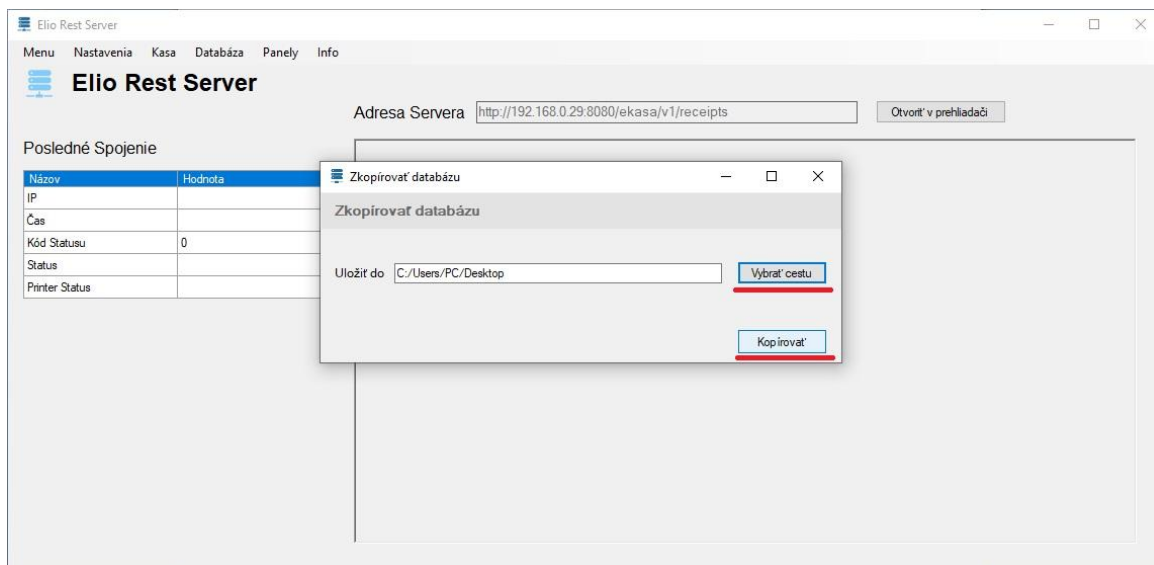 Elio Rest Server
Menu Nastavenia Kasa Databáza Panely Info
Elio Rest Server
Adresa Servera http://192.168.0.29:8080/ekasa/v1/receipts Otvoriť v prehliadači
Posledné Spojenie
Názov Hodnota
IP
Čas
Kód Statusu 0
Status
Printer Status
Zkopírovať databázu
Zkopírovať databázu
Uložiť do C:/Users/PC/Desktop Vybrať cestu
Kopírovať